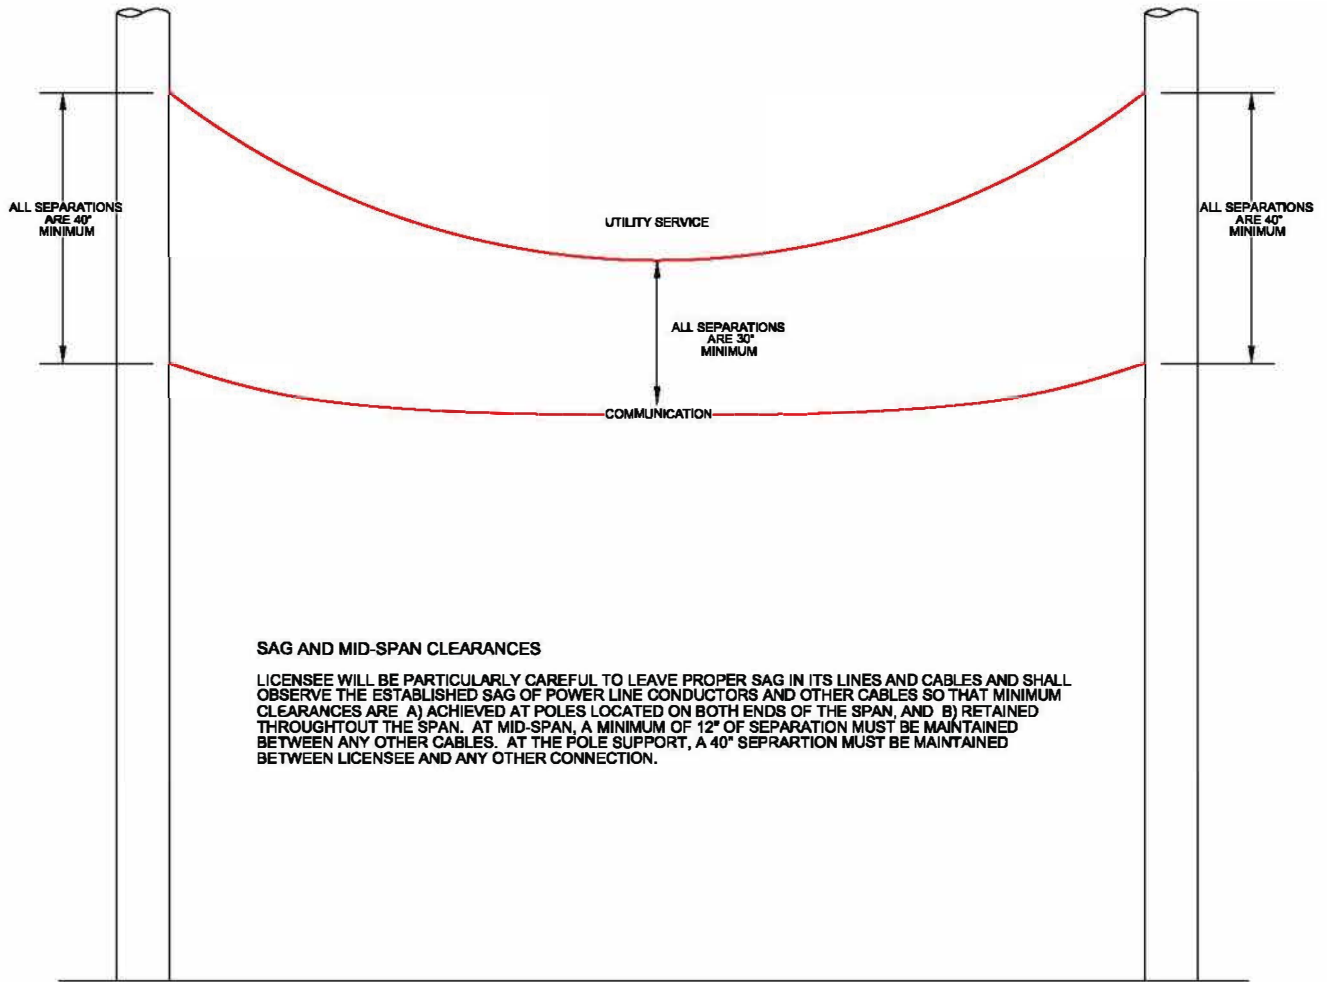 ALL SEPARATIONS
ARE 40"
MINIMUM
UTILITY SERVICE
ALL SEPARATIONS
ARE 40"
MINIMUM
ALL SEPARATIONS
ARE 30"
MINIMUM
COMMUNICATION
SAG AND MID-SPAN CLEARANCES
LICENSEE WILL BE PARTICULARLY CAREFUL TO LEAVE PROPER SAG IN ITS LINES AND CABLES AND SHALL
OBSERVE THE ESTABLISHED SAG OF POWER LINE CONDUCTORS AND OTHER CABLES SO THAT MINIMUM
CLEARANCES ARE A) ACHIEVED AT POLES LOCATED ON BOTH ENDS OF THE SPAN, AND B) RETAINED
THROUGHTOUT THE SPAN. AT MID-SPAN, A MINIMUM OF 12" OF SEPARATION MUST BE MAINTAINED
BETWEEN ANY OTHER CABLES. AT THE POLE SUPPORT, A 40" SEPRARTION MUST BE MAINTAINED
BETWEEN LICENSEE AND ANY OTHER CONNECTION.